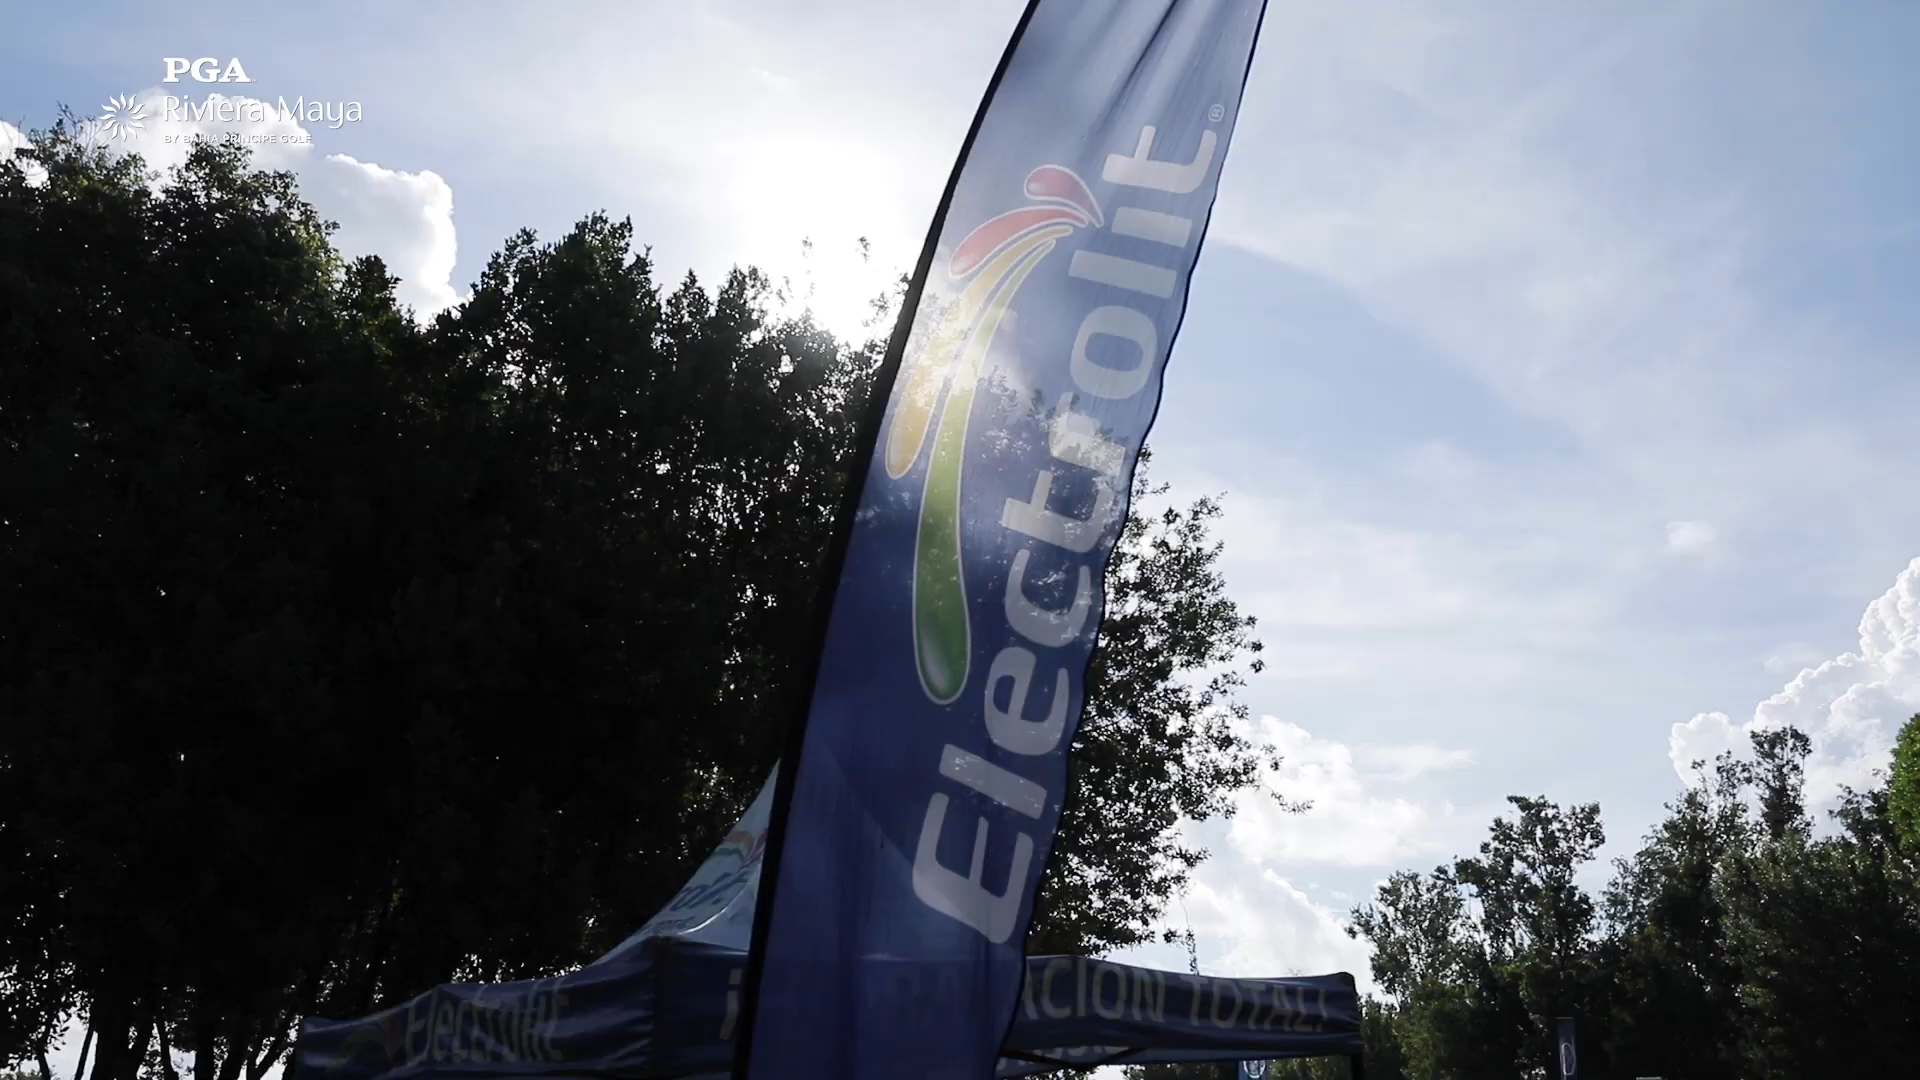 PGA
Riviera Maya
BY BAHIA PRINCIPE GOLF
Electrolit®
Electrolit
ACION TOTAL!